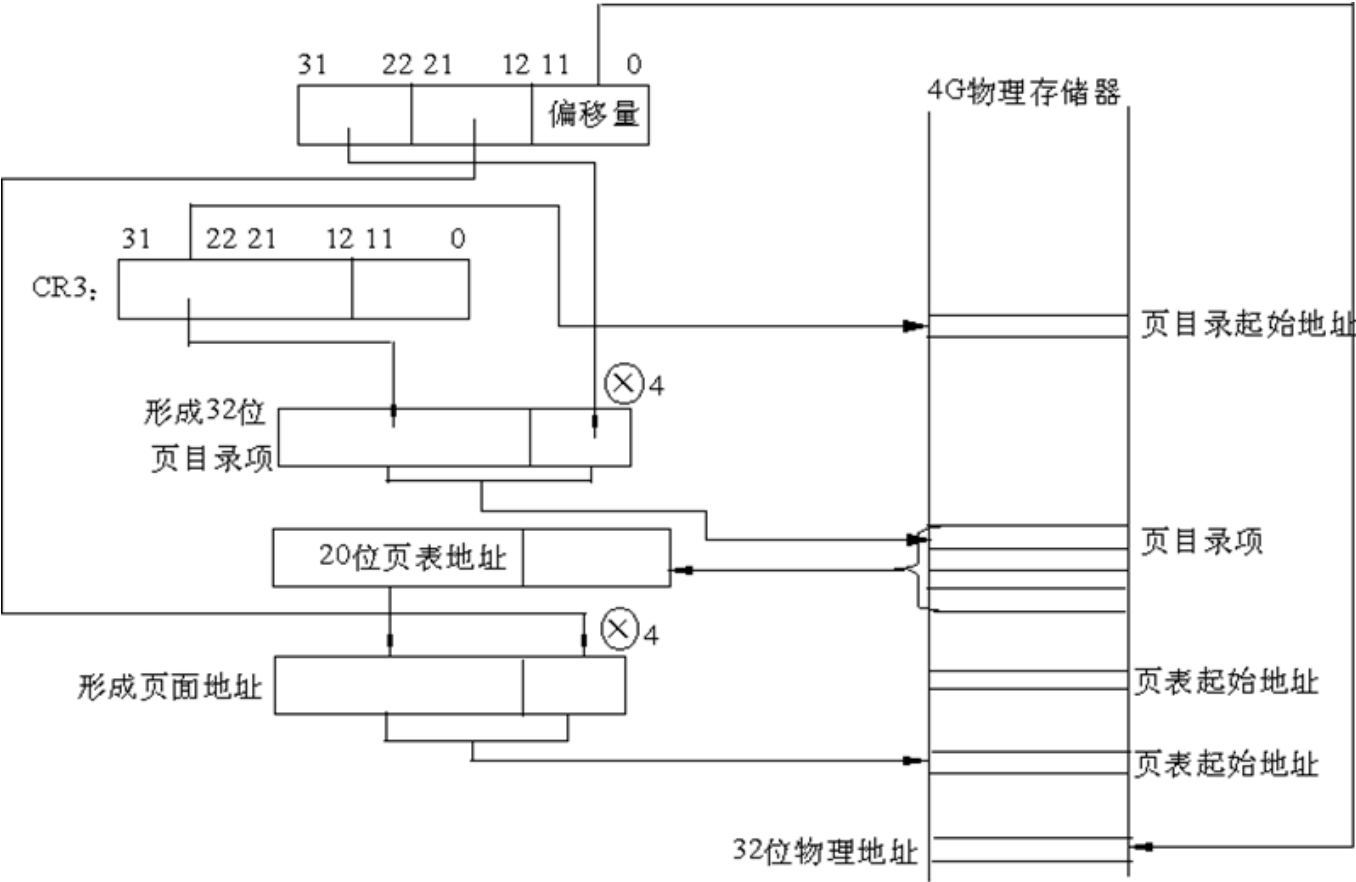 31 22 21 12 11 0
偏移量
4G物理存储器
31 22 21 12 11 0
CR3:
页目录起始地址
4
形成32位
页目录项
页目录项
20位页表地址
4
形成页面地址
页表起始地址
页表起始地址
32位物理地址